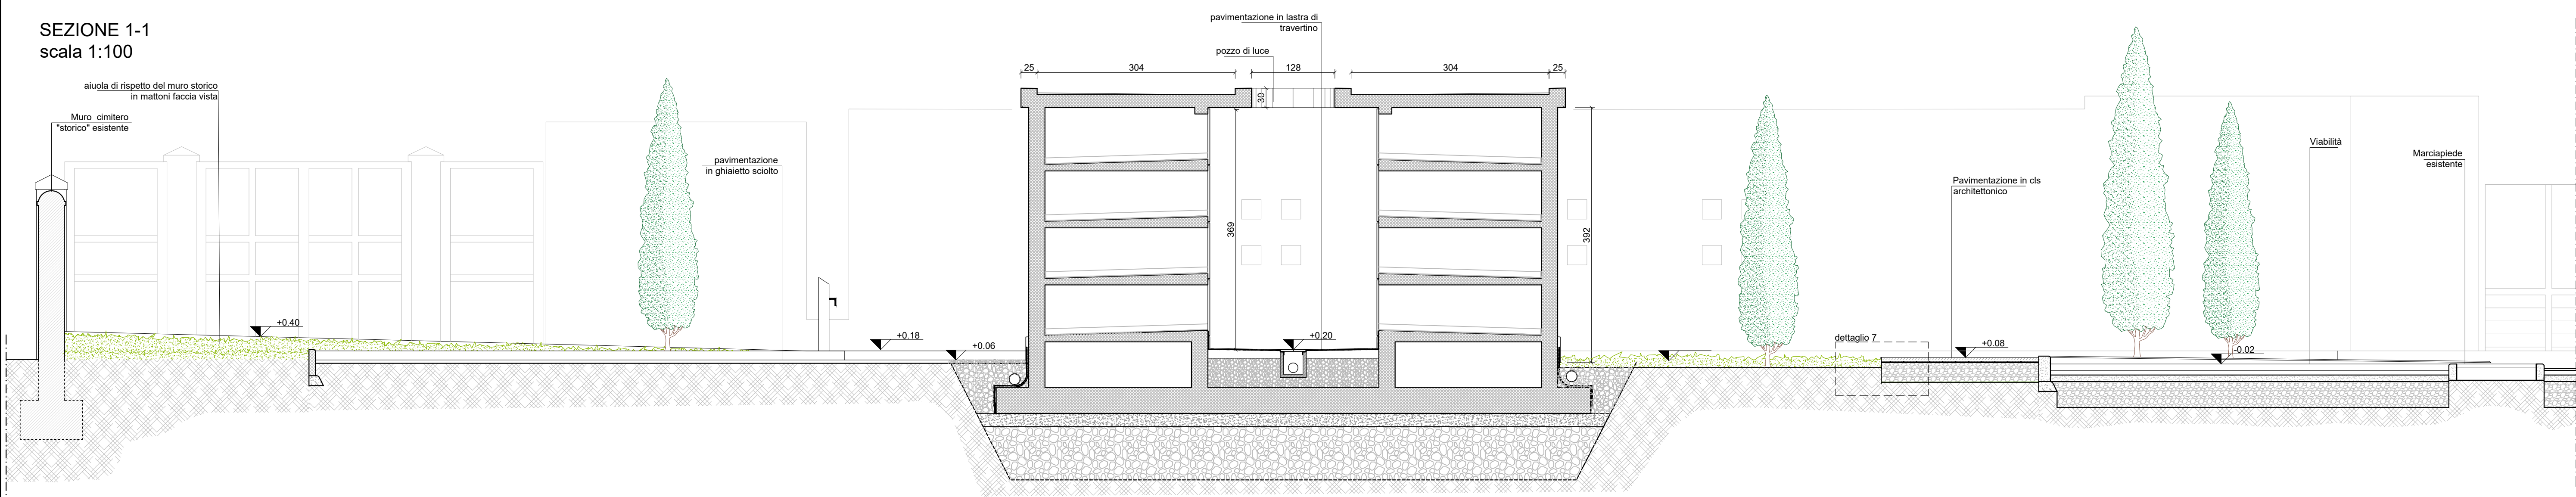 SEZIONE 1-1
scala 1:100
aiuola di rispetto del muro storico
in mattoni faccia vista
Muro cimitero
"storico" esistente
pavimentazione
in ghiaietto sciolto
pavimentazione in lastra di
travertino
pozzo di luce
25
304
128
304
25
30
369
392
+0.40
+0.18
+0.06
+0.20
dettaglio 7
Pavimentazione in cls
architettonico
+0.08
-0.02
Viabilità
Marciapiede
esistente